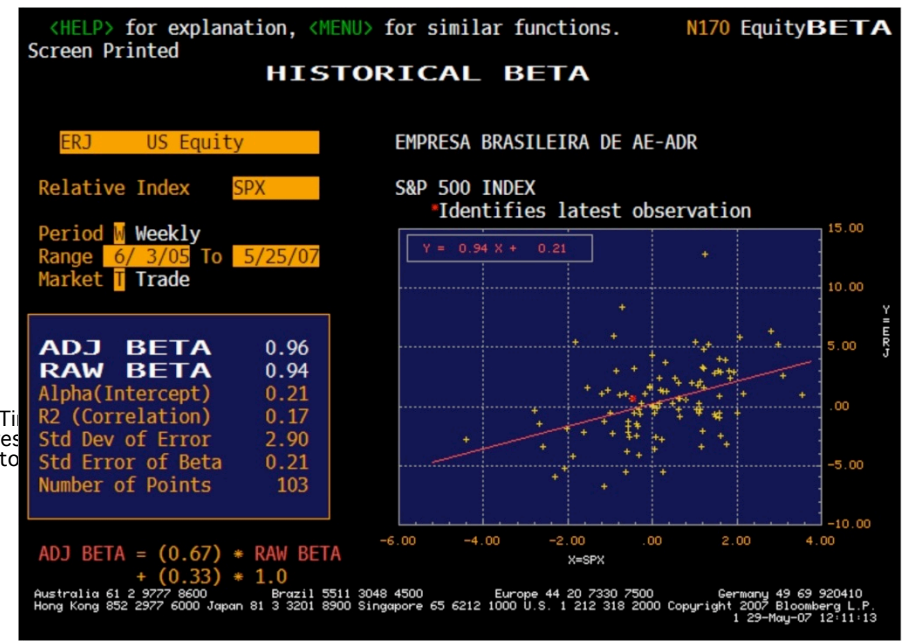 <HELP> for explanation, <MENU> for similar functions. N170 EquityBETA
Screen Printed
HISTORICAL BETA
ERJ US Equity
EMPRESA BRASILEIRA DE AE-ADR
Relative Index SPX
S&P 500 INDEX
*Identifies latest observation
Period W Weekly
Range 6/ 3/05 To 5/25/07
Market T Trade
Y = 0.94 X + 0.21
15.00
10.00
5.00
.00
-5.00
-10.00
Y=ERJ
-6.00 -4.00 -2.00 .00 2.00 4.00
X=SPX
ADJ BETA 0.96
RAW BETA 0.94
Alpha(Intercept) 0.21
R2 (Correlation) 0.17
Std Dev of Error 2.90
Std Error of Beta 0.21
Number of Points 103
ADJ BETA = (0.67) * RAW BETA
+ (0.33) * 1.0
Australia 61 2 9777 8600 Brazil 5511 3048 4500 Europe 44 20 7330 7500 Germany 49 69 920410
Hong Kong 852 2977 6000 Japan 81 3 3201 8900 Singapore 65 6212 1000 U.S. 1 212 318 2000 Copyright 2007 Bloomberg L.P.
1 29-May-07 12:11:13